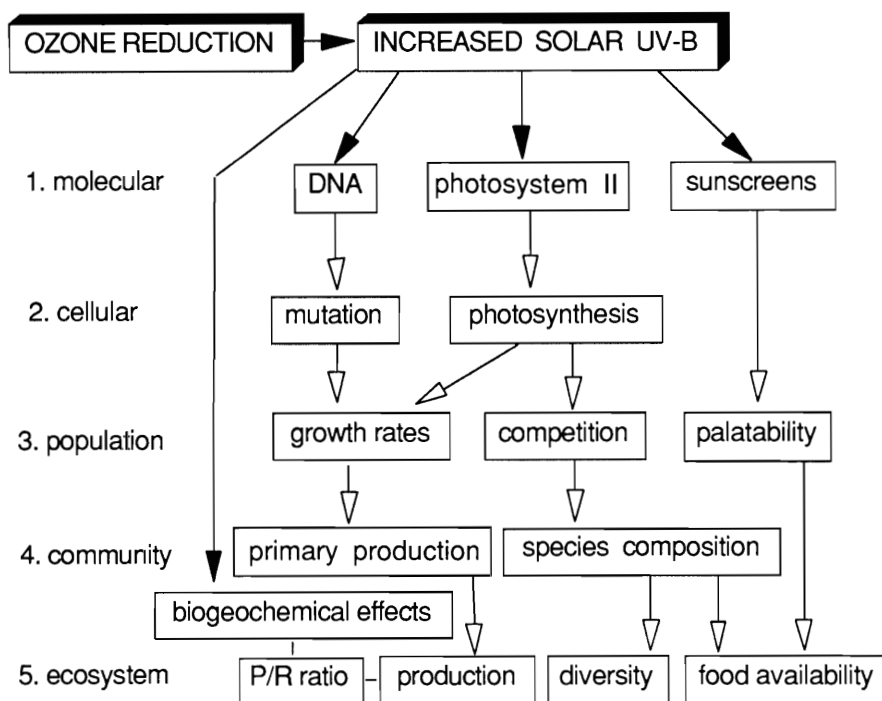 OZONE REDUCTION
INCREASED SOLAR UV-B
1. molecular
DNA
photosystem II
sunscreens
2. cellular
mutation
photosynthesis
3. population
growth rates
competition
palatability
4. community
primary production
species composition
biogeochemical effects
5. ecosystem
P/R ratio
production
diversity
food availability